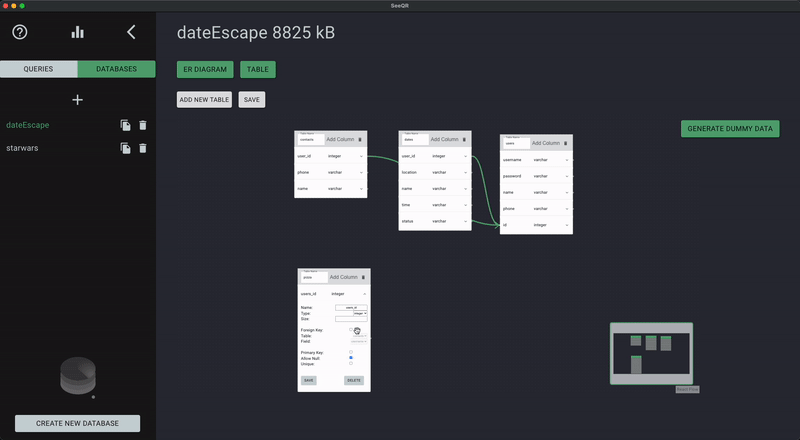 SeeQR
dateEscape 8825 kB
QUERIES
DATABASES
ER DIAGRAM
TABLE
+
ADD NEW TABLE
SAVE
dateEscape
starwars
GENERATE DUMMY DATA
contacts
Add Column
user_id integer
phone varchar
name varchar
dates
Add Column
user_id integer
location varchar
name varchar
time varchar
status varchar
users
Add Column
username varchar
password varchar
name varchar
phone varchar
id integer
Add Column
users_id integer
Name: users_id
Type: integer
Size:
Foreign Key:
Table:
Field:
Primary Key:
Allow Null
Unique:
SAVE
DELETE
React Flow
CREATE NEW DATABASE